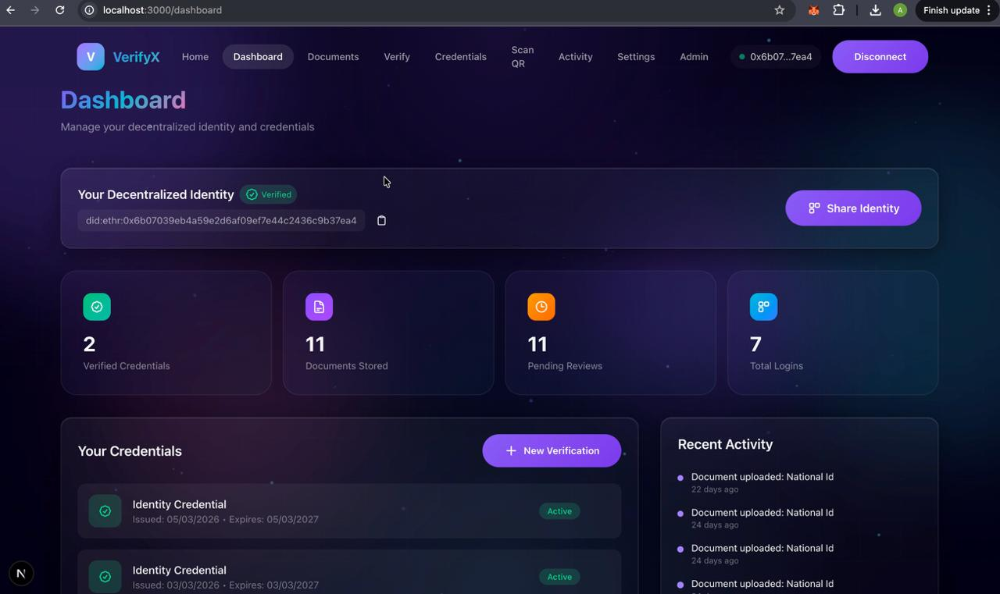 localhost:3000/dashboard
A
Finish update
V
VerifyX
Home
Dashboard
Documents
Verify
Credentials
Scan
QR
Activity
Settings
Admin
0x6b07...7ea4
Disconnect
Dashboard
Manage your decentralized identity and credentials
Your Decentralized Identity
Verified
did:ethr:0x6b07039eb4a59e2d6af09ef7e44c2436c9b37ea4
Share Identity
2
Verified Credentials
11
Documents Stored
11
Pending Reviews
7
Total Logins
Your Credentials
New Verification
Identity Credential
Issued: 05/03/2026 • Expires: 05/03/2027
Active
Identity Credential
Issued: 03/03/2026 • Expires: 03/03/2027
Active
Recent Activity
Document uploaded: National Id
22 days ago
Document uploaded: National Id
24 days ago
Document uploaded: National Id
24 days ago
Document uploaded: National Id
N